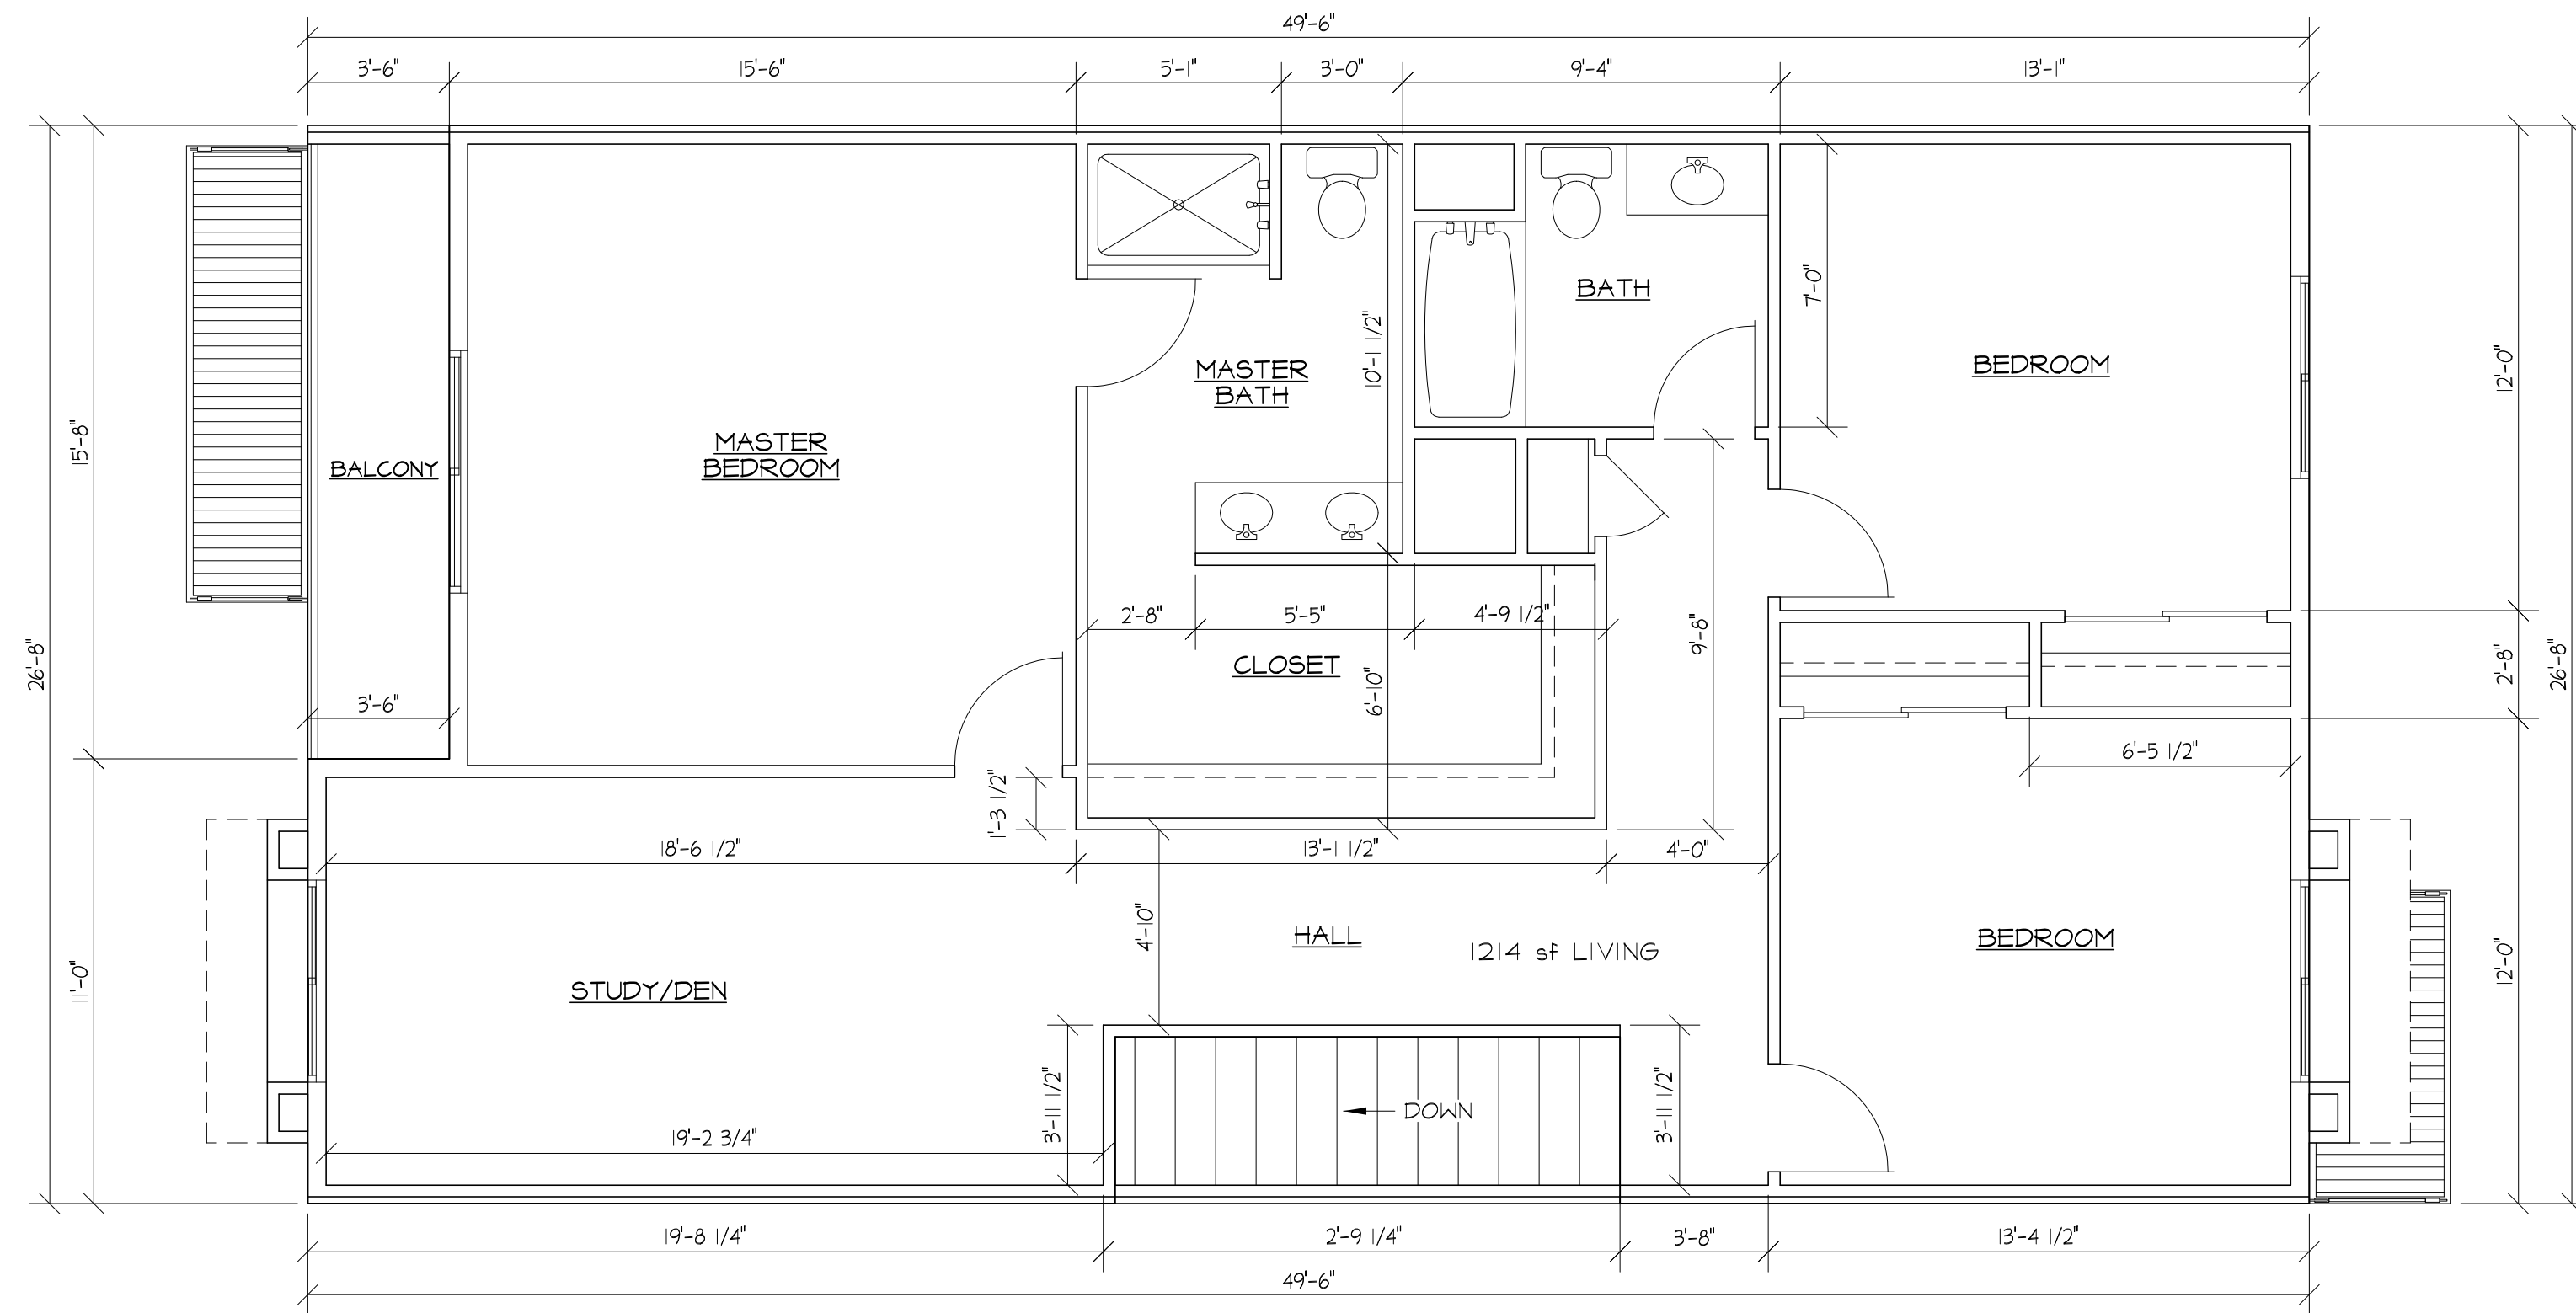 49'-6"
3'-6"
15'-6"
5'-1"
3'-0"
9'-4"
13'-1"
26'-8"
15'-8"
11'-0"
BALCONY
3'-6"
MASTER
BEDROOM
MASTER
BATH
10'-1 1/2"
BATH
7'-0"
BEDROOM
12'-0"
2'-8"
26'-8"
12'-0"
2'-8"
5'-5"
4'-9 1/2"
CLOSET
6'-10"
9'-8"
6'-5 1/2"
1'-3 1/2"
18'-6 1/2"
13'-1 1/2"
4'-0"
4'-10"
HALL
1214 sf LIVING
BEDROOM
STUDY/DEN
3'-11 1/2"
DOWN
3'-11 1/2"
19'-2 3/4"
19'-8 1/4"
12'-9 1/4"
3'-8"
13'-4 1/2"
49'-6"